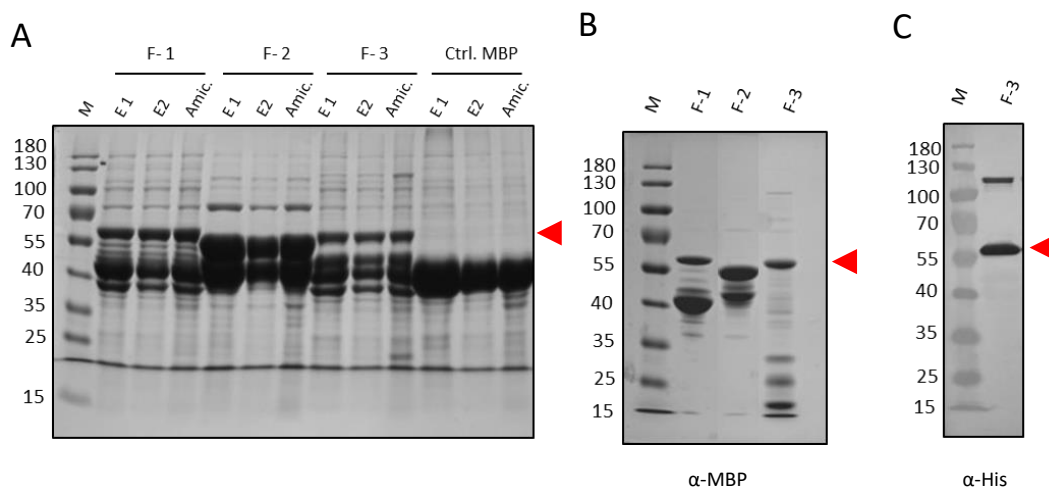 A
F- 1
F- 2
F- 3
Ctrl. MBP
M
E 1
E2
Amic.
E 1
E2
Amic.
E 1
E2
Amic.
E 1
E2
Amic.
180
130
100
70
55
40
35
25
15
B
M
F-1
F-2
F-3
180
130
100
70
55
40
35
25
15
α-MBP
C
M
F-3
180
130
100
70
55
40
35
25
15
α-His